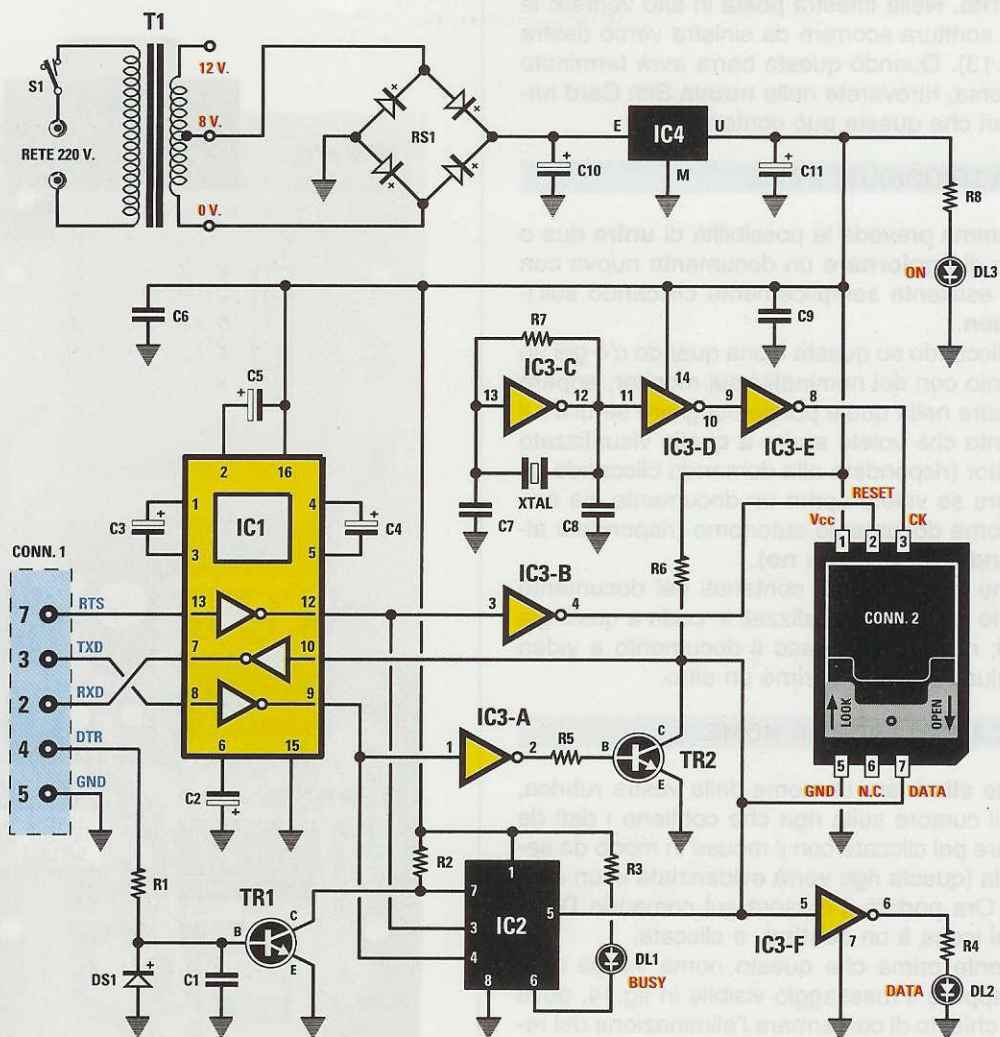 T1
S1
RETE 220 V.
12 V.
8 V.
0 V.
RS1
+
C10
E
IC4
U
M
+
C11
R8
ON
DL3
C6
C5
+
2
16
1
3
C3
+
IC1
4
5
C4
+
R7
IC3-C
13
12
11
14
10
IC3-D
9
8
IC3-E
C9
XTAL
C7
C8
CONN. 1
7
RTS
3
TXD
2
RXD
4
DTR
5
GND
13
12
7
10
8
9
6
15
C2
+
3
IC3-B
4
R6
RESET
Vcc
CK
1
2
3
CONN. 2
LOOK
OPEN
5
6
7
GND
N.C.
DATA
1
IC3-A
2
R5
B
C
E
TR2
R1
DS1
+
C1
TR1
B
C
E
R2
7
3
4
1
IC2
5
8
6
R3
DL1
BUSY
5
IC3-F
6
7
R4
DATA
DL2